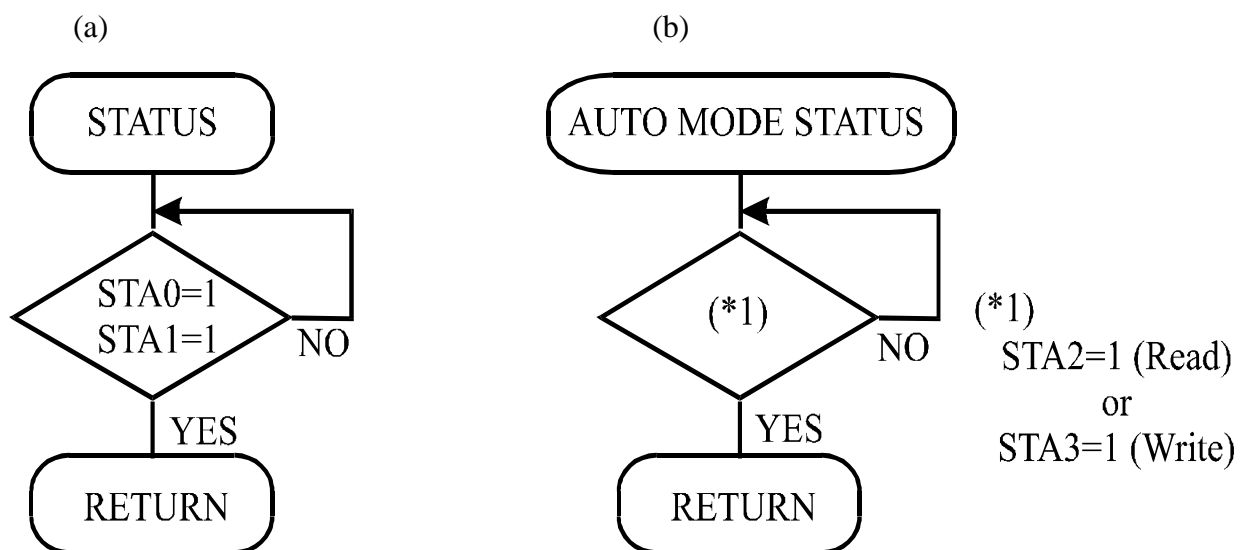 (a)
STATUS
STA0=1
STA1=1
NO
YES
RETURN
(b)
AUTO MODE STATUS
(*1)
NO
YES
RETURN
(*1)
STA2=1 (Read)
or
STA3=1 (Write)